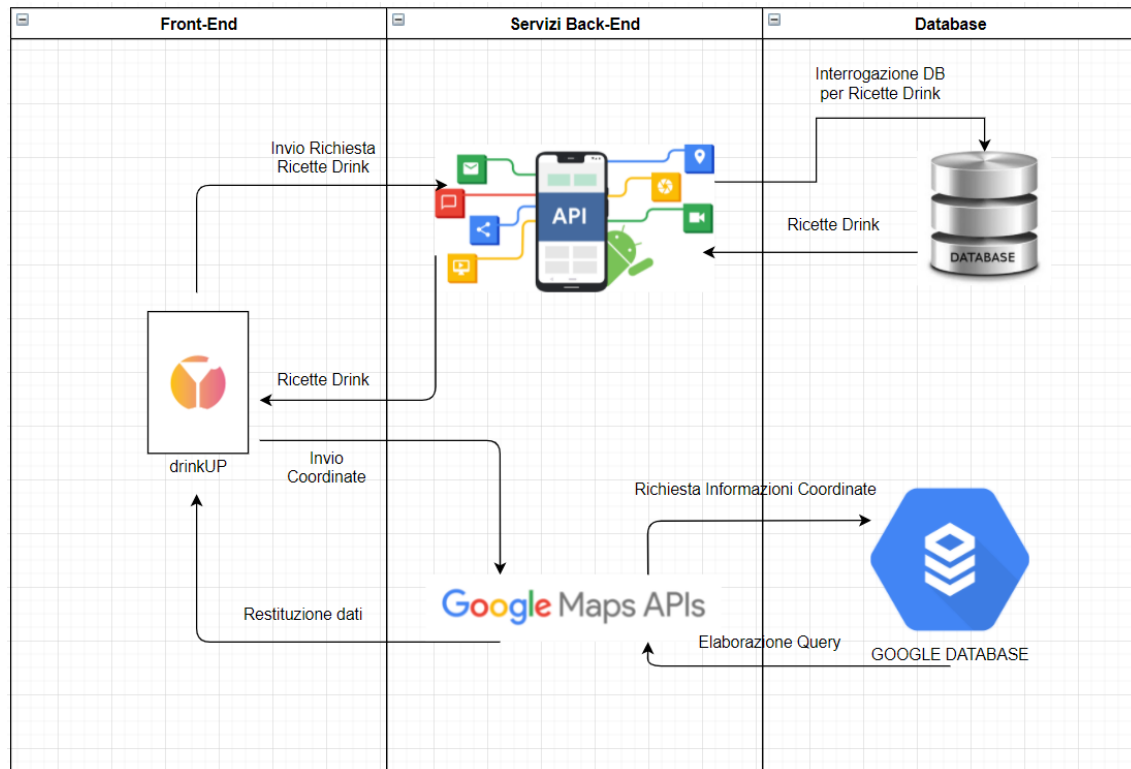 Front-End
Servizi Back-End
Database
Interrogazione DB
per Ricette Drink
Invio Richiesta
Ricette Drink
API
Ricette Drink
DATABASE
Ricette Drink
drinkUP
Invio
Coordinate
Richiesta Informazioni Coordinate
Google Maps APIs
Restituzione dati
Elaborazione Query
GOOGLE DATABASE